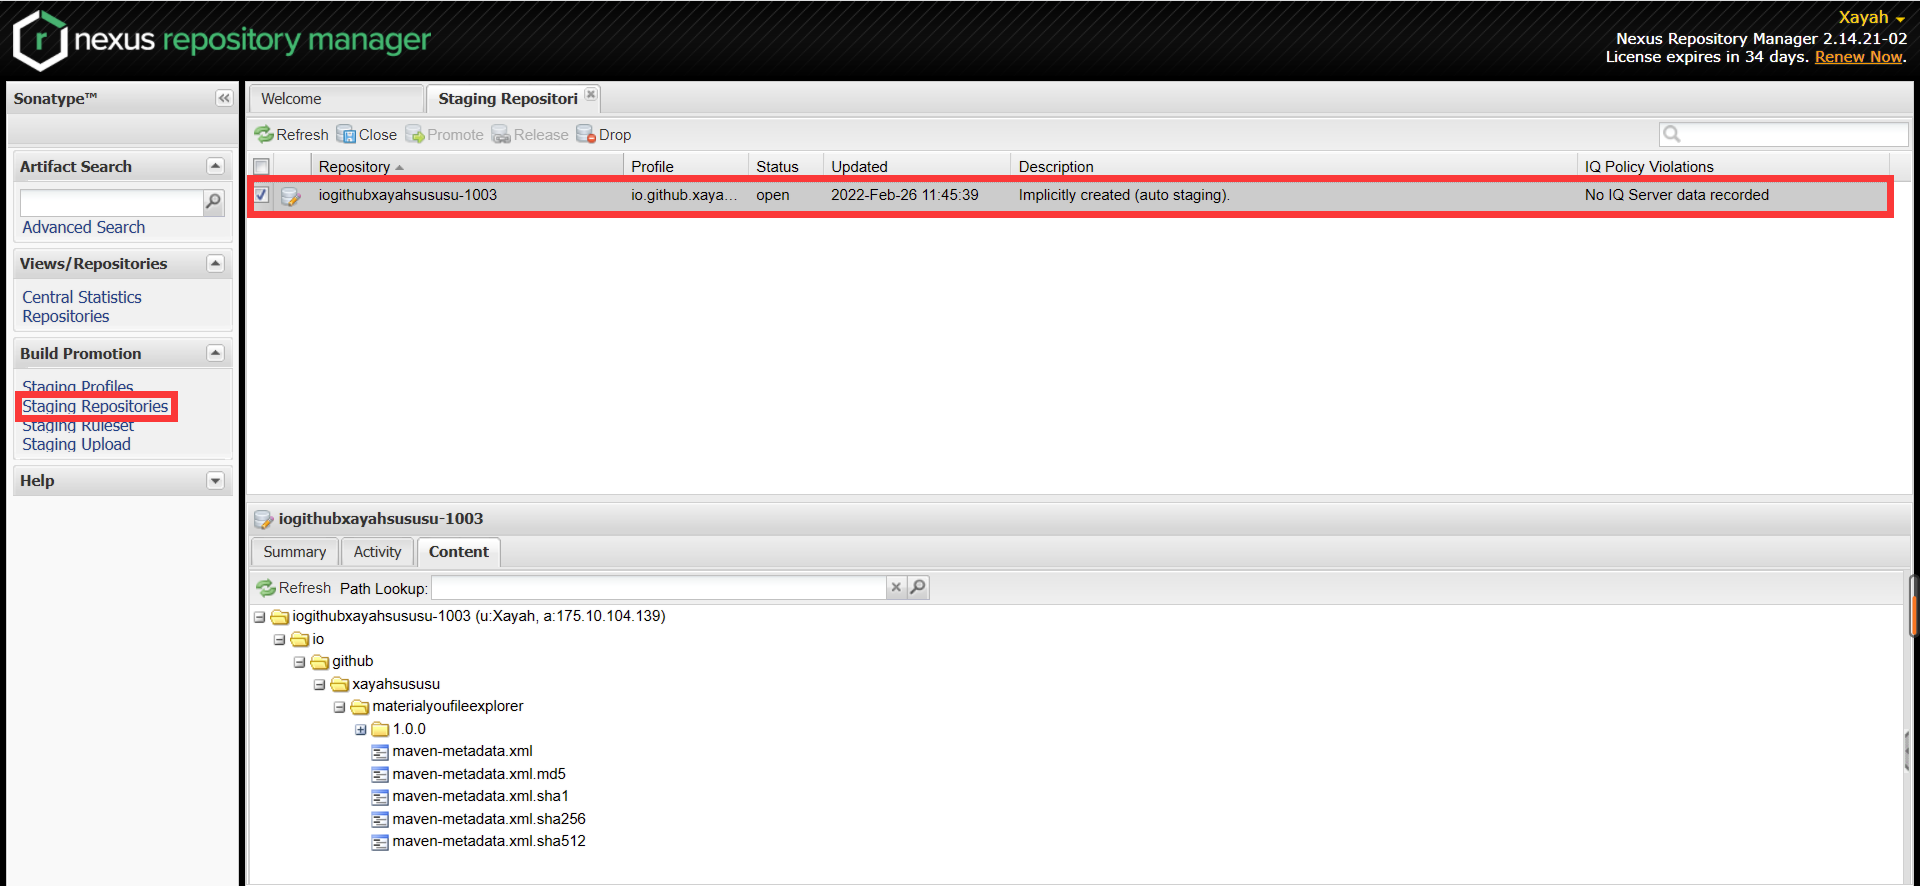 nexus repository manager
Xayah
Nexus Repository Manager 2.14.21-02
License expires in 34 days. Renew Now.
Sonatype™
Artifact Search
Advanced Search
Views/Repositories
Central Statistics
Repositories
Build Promotion
Staging Profiles
Staging Repositories
Staging Ruleset
Staging Upload
Help
Welcome
Staging Repositori
Refresh Close Promote Release Drop
Repository Profile Status Updated Description IQ Policy Violations
iogithubxayahsususu-1003 io.github.xaya... open 2022-Feb-26 11:45:39 Implicitly created (auto staging). No IQ Server data recorded
iogithubxayahsususu-1003
Summary Activity Content
Refresh Path Lookup:
iogithubxayahsususu-1003 (u:Xayah, a:175.10.104.139)
io
github
xayahsususu
materialyoufileexplorer
1.0.0
maven-metadata.xml
maven-metadata.xml.md5
maven-metadata.xml.sha1
maven-metadata.xml.sha256
maven-metadata.xml.sha512